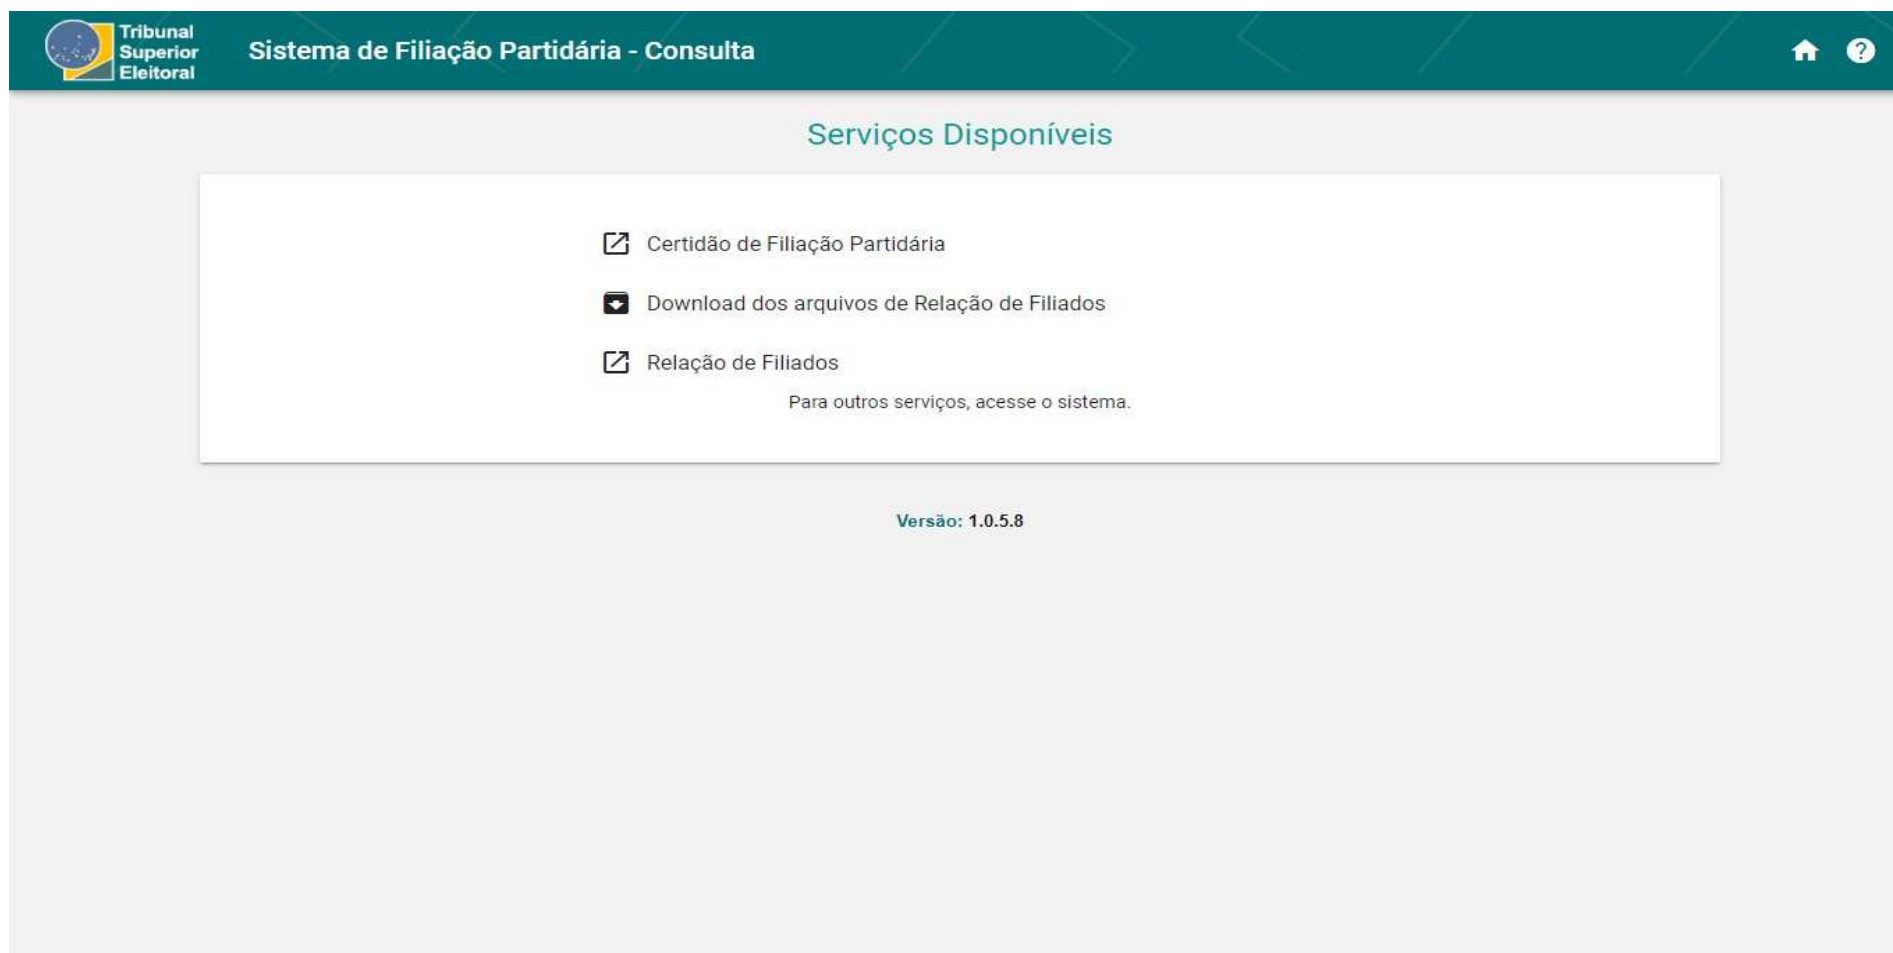 Tribunal
Superior
Eleitoral
Sistema de Filiação Partidária - Consulta
Serviços Disponíveis
Certidão de Filiação Partidária
Download dos arquivos de Relação de Filiados
Relação de Filiados
Para outros serviços, acesse o sistema.
Versão: 1.0.5.8